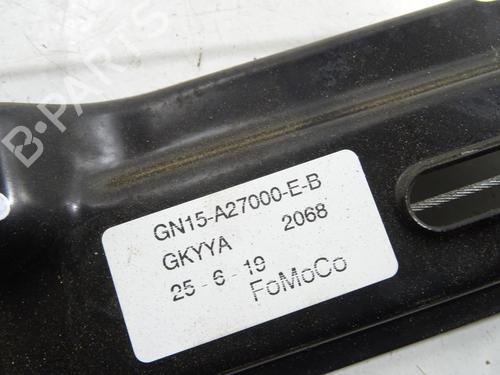 B-PARTS
GN15-A27000-E-B
GKYYA 2068
25-6-19 FoMoCo